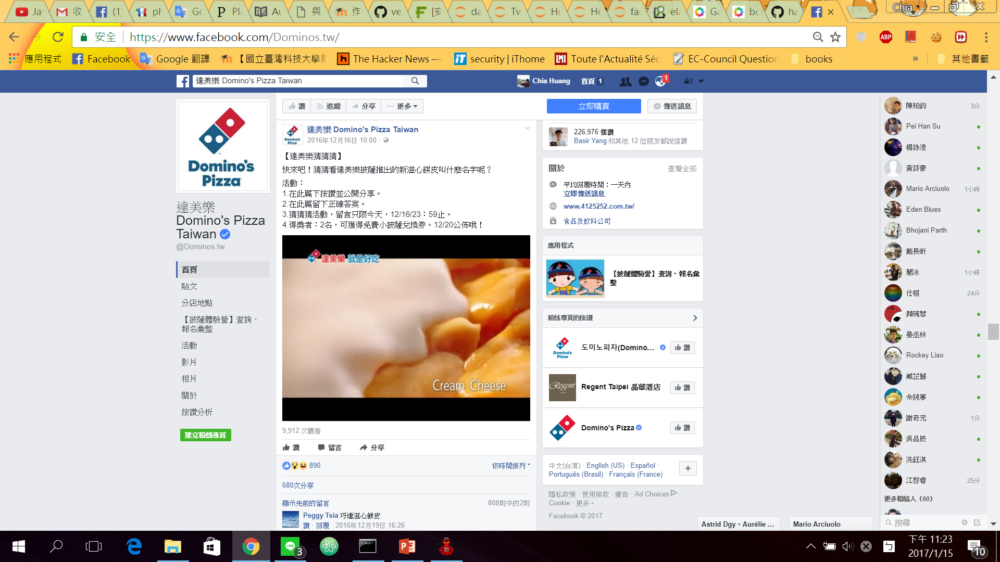 Ja
收
(1)
ph
Go
Pl
Au
與
作
ve
[安
da
Tw
Ho
Ho
fac
ela
Ga
bo
ha
Chia
安全
https://www.facebook.com/Dominos.tw/
ABP
應用程式
Facebook
Google 翻譯
【國立臺灣科技大學數
The Hacker News —
iT security | iThome
Toute l'Actualité Séc
EC-Council Question
books
»
其他書籤
達美樂 Domino's Pizza Taiwan
Chia Huang
首頁 1
1
Domino's
Pizza
達美樂
Domino's Pizza
Taiwan
@Dominos.tw
首頁
貼文
分店地點
【披薩體驗營】查詢、
報名彙整
活動
影片
相片
關於
按讚分析
建立粉絲專頁
讚
追蹤
分享
更多
立即購買
傳送訊息
達美樂 Domino's Pizza Taiwan
2016年12月16日 10:00 ·
【達美樂猜猜猜】
快來吧！猜猜看達美樂披薩推出的新滋心餅皮叫什麼名字呢？
活動：
1.在此篇下按讚並公開分享。
2.在此篇留下正確答案。
3.猜猜猜活動，留言只限今天，12/16/23：59止。
4.得獎者：2名，可獲得免費小披薩兌換券。12/20公佈哦！
達美樂 就是好吃
Cream Cheese
9,912 次觀看
讚 留言 分享
890
依時間排列
680次分享
顯示先前的留言
808則中的2則
Peggy Tsia 巧達滋心餅皮
讚 · 回覆 · 2016年12月19日 16:26
226,976 個讚
Basir Yang 和其他 12 位朋友都說這讚
關於
查看全部
平均回覆時間：一天內
立即傳送訊息
www.4125252.com.tw/
食品及飲料公司
應用程式
【披薩體驗營】查詢、報名彙
整
粉絲專頁的按讚
도미노피자(Domino...
讚
Regent
Regent Taipei 晶華酒店
讚
Domino's Pizza
讚
中文(台灣) · English (US) · Español ·
Português (Brasil) · Français (France)
+
隱私政策 · 使用條款 · 廣告 · Ad Choices ·
Cookie · 更多
Facebook © 2017
陳柏鈞 3分
Pei Han Su
楊詠淩
黃詩豪
Mario Arciuolo 1小時
Eden Blues
Bhojani Parth
戴長昕
闇冰 1小時
仕桓 24分
顏琬蓉
晏丞林
Rockey Liao
臧芷藝
佘純寧
謝奇元 1分
吳品辰
洗鈺淇
江啓睿 25分
更多聯絡人 (60)
搜尋
Astrid Dgy、Aurélie ...
Mario Arciuolo
LINE
3
ㄅ
下午 11:23
2017/1/15
10